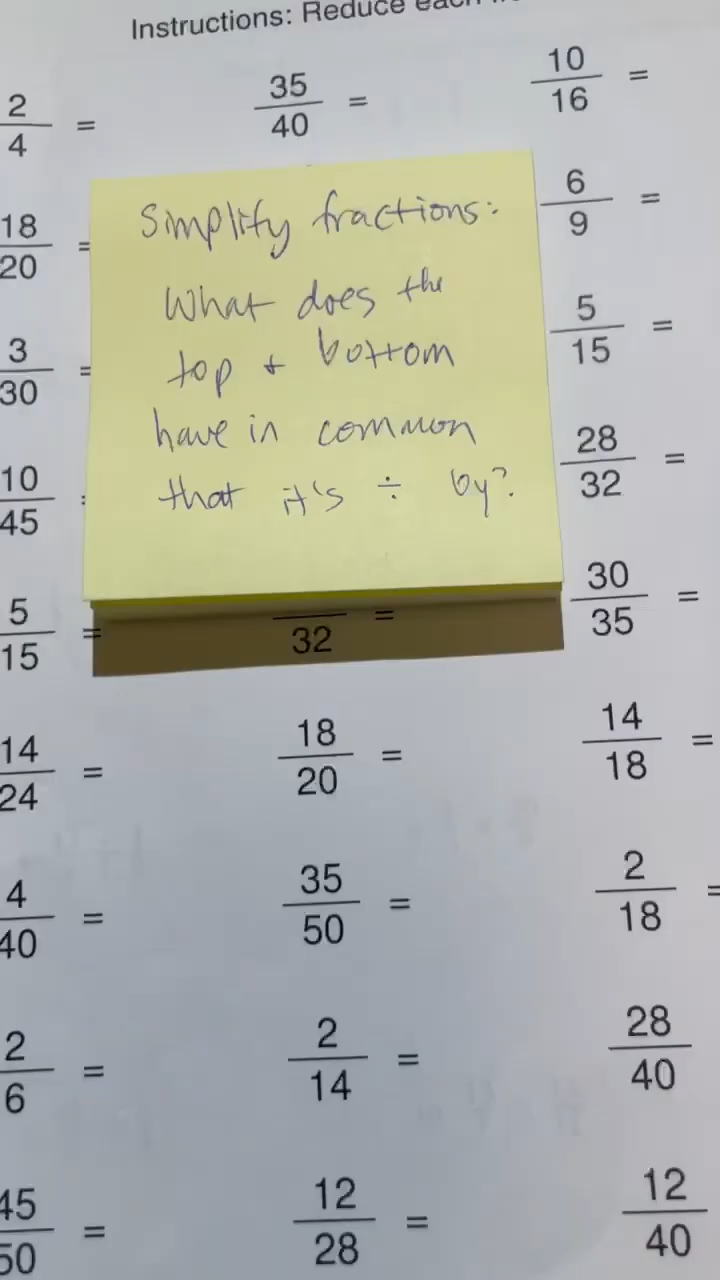 Instructions: Reduce each
2/4 = 35/40 = 10/16 =
18/20 = 6/9 =
3/30 = 5/15 =
10/45 = 28/32 =
5/15 = /32 = 30/35 =
14/24 = 18/20 = 14/18 =
4/40 = 35/50 = 2/18 =
2/6 = 2/14 = 28/40
45/50 = 12/28 = 12/40
Simplify fractions:
What does the
top + bottom
have in common
that it's ÷ by?